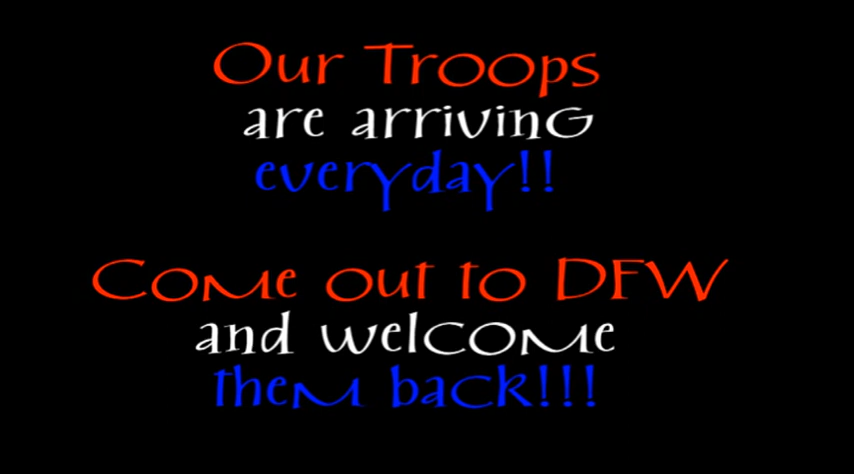 Our Troops
are arriving
everyday!!
Come out to DFW
and welcome
them back!!!